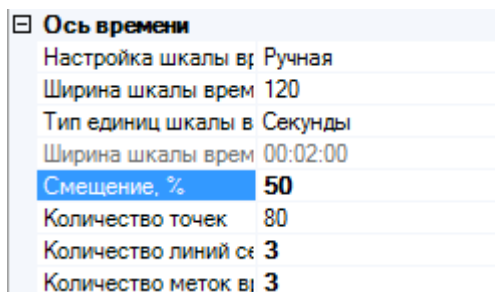 Ось времени
Настройка шкалы вр Ручная
Ширина шкалы врем 120
Тип единиц шкалы в Секунды
Ширина шкалы врем 00:02:00
Смещение, % 50
Количество точек 80
Количество линий се 3
Количество меток вр 3